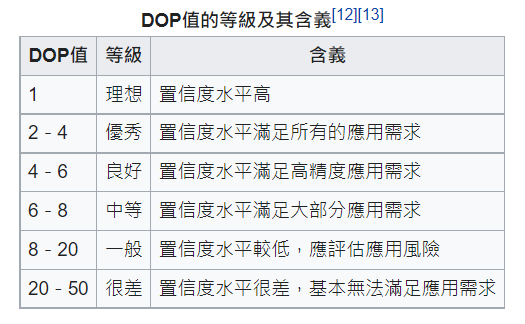 DOP值的等級及其含義[12][13]
DOP值 等級 含義
1 理想 置信度水平高
2 - 4 優秀 置信度水平滿足所有的應用需求
4 - 6 良好 置信度水平滿足高精度應用需求
6 - 8 中等 置信度水平滿足大部分應用需求
8 - 20 一般 置信度水平較低，應評估應用風險
20 - 50 很差 置信度水平很差，基本無法滿足應用需求